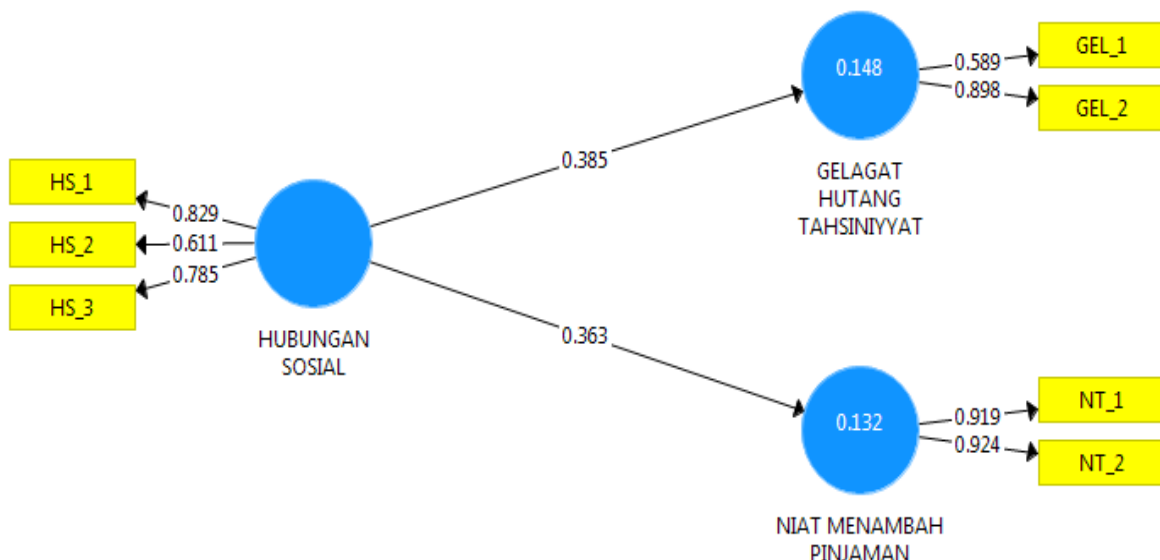 HS_1
HS_2
HS_3
0.829
0.611
0.785
HUBUNGAN
SOSIAL
0.385
0.363
0.148
GELAGAT
HUTANG
TAHSINIYYAT
0.589
0.898
GEL_1
GEL_2
0.132
NIAT MENAMBAH
PINJAMAN
0.919
0.924
NT_1
NT_2